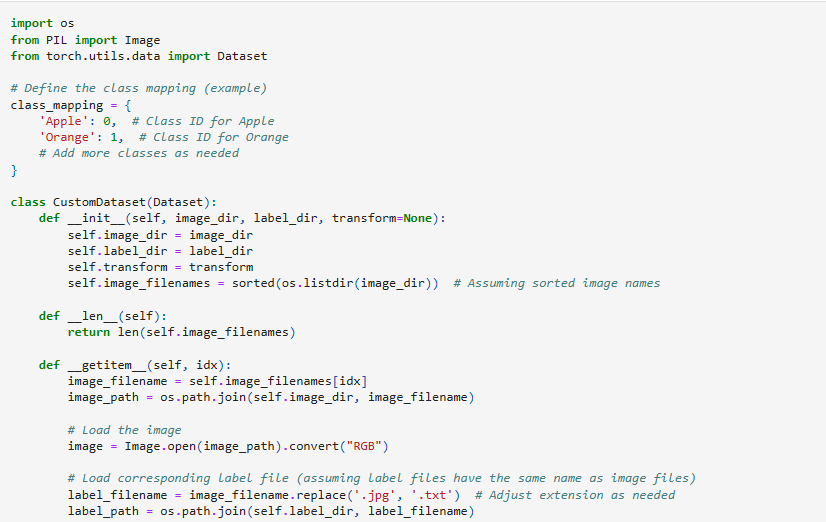 import os
from PIL import Image
from torch.utils.data import Dataset

# Define the class mapping (example)
class_mapping = {
    'Apple': 0,  # Class ID for Apple
    'Orange': 1,  # Class ID for Orange
    # Add more classes as needed
}

class CustomDataset(Dataset):
    def __init__(self, image_dir, label_dir, transform=None):
        self.image_dir = image_dir
        self.label_dir = label_dir
        self.transform = transform
        self.image_filenames = sorted(os.listdir(image_dir))  # Assuming sorted image names

    def __len__(self):
        return len(self.image_filenames)

    def __getitem__(self, idx):
        image_filename = self.image_filenames[idx]
        image_path = os.path.join(self.image_dir, image_filename)

        # Load the image
        image = Image.open(image_path).convert("RGB")

        # Load corresponding label file (assuming label files have the same name as image files)
        label_filename = image_filename.replace('.jpg', '.txt')  # Adjust extension as needed
        label_path = os.path.join(self.label_dir, label_filename)